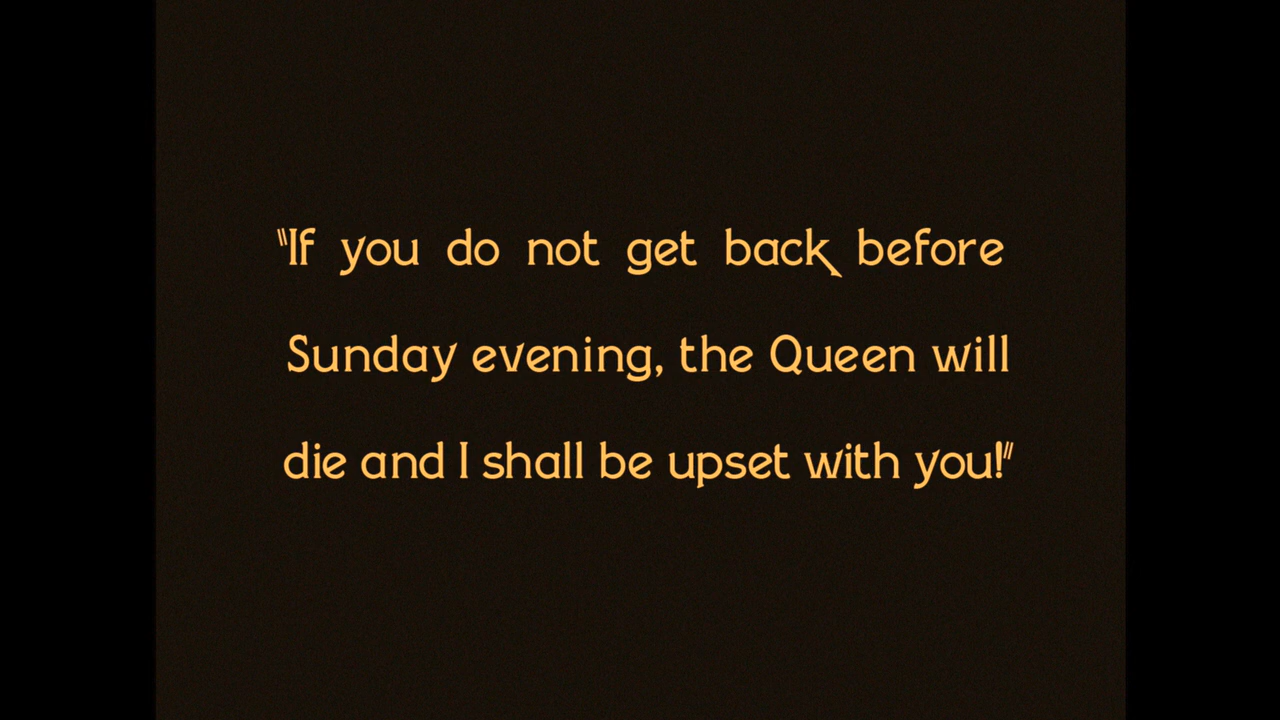 "If you do not get back before
Sunday evening, the Queen will
die and I shall be upset with you!"